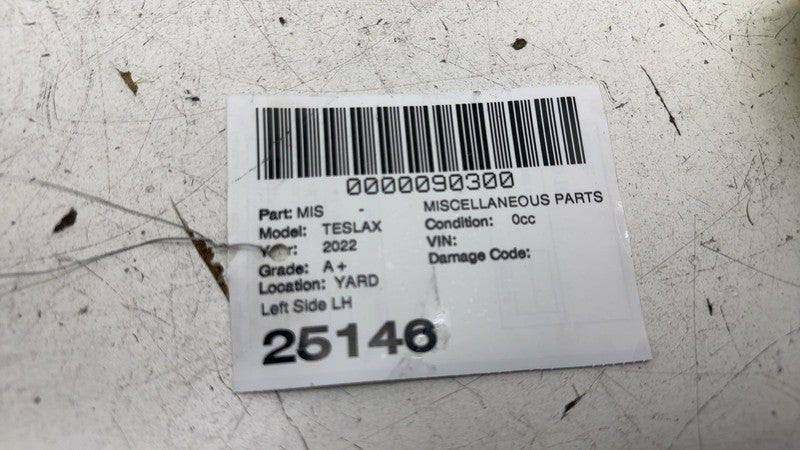 0000090300
Part: MIS - MISCELLANEOUS PARTS
Model: TESLAX Condition: 0cc
Year: 2022 VIN:
Grade: A+ Damage Code:
Location: YARD
Left Side LH
25146